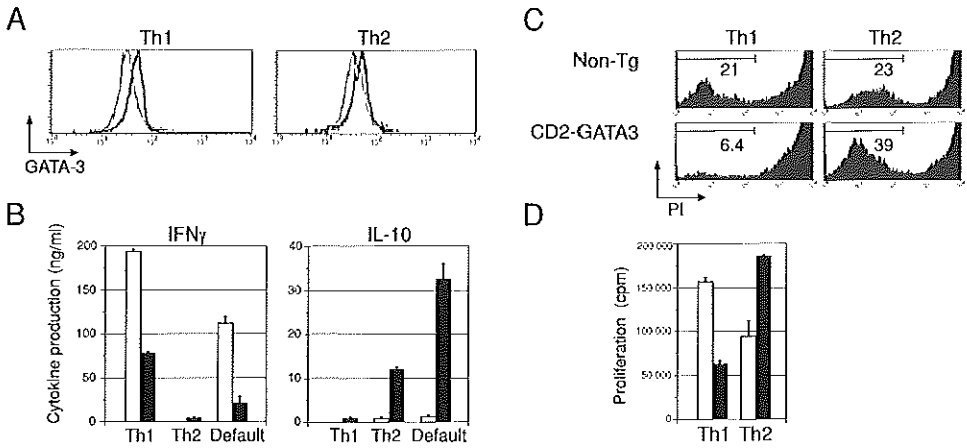 A
Th1
Th2
GATA-3
B
IFNγ
IL-10
Cytokine production (ng/ml)
200
150
100
50
0
40
30
20
10
0
Th1 Th2 Default
Th1 Th2 Default
C
Th1
Th2
Non-Tg
21
23
CD2-GATA3
6.4
39
PI
D
Proliferation (cpm)
200 000
150 000
100 000
50 000
0
Th1 Th2